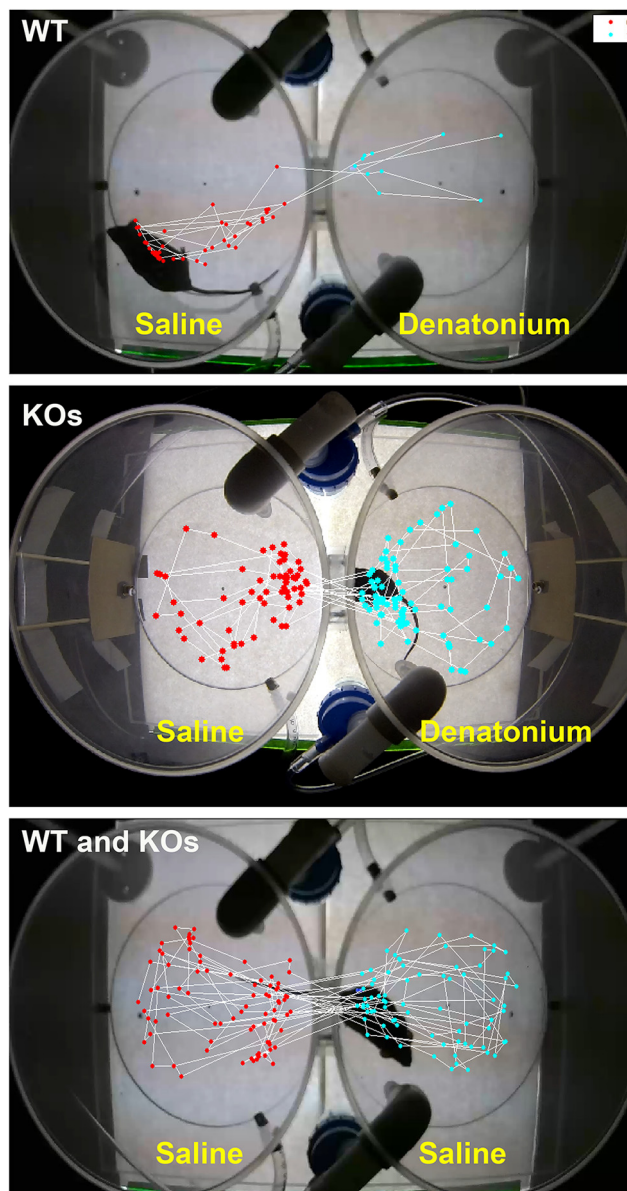 WT
Saline
Denatonium
KOs
Saline
Denatonium
WT and KOs
Saline
Saline